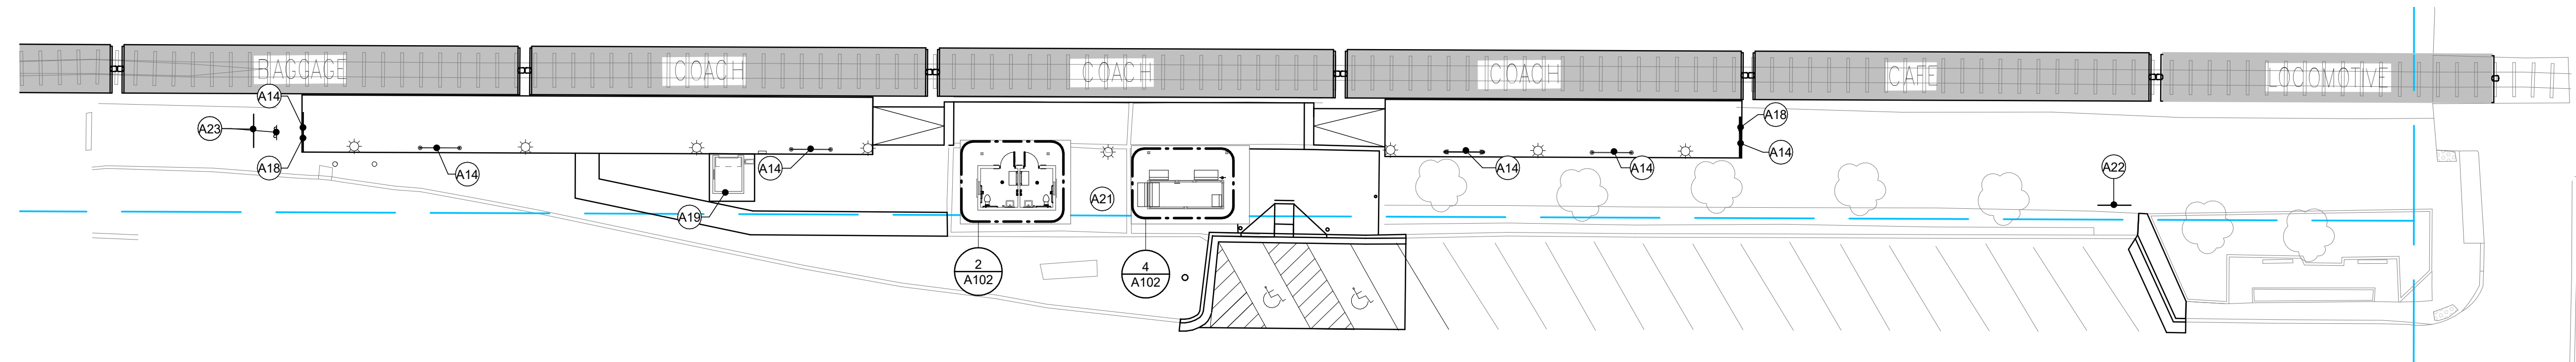 BAGGAGE
COACH
COACH
COACH
CAFE
LOCOMOTIVE
A14
A23
A18
A14
A14
A19
A21
A14
A14
A18
A14
A22
2
A102
4
A102